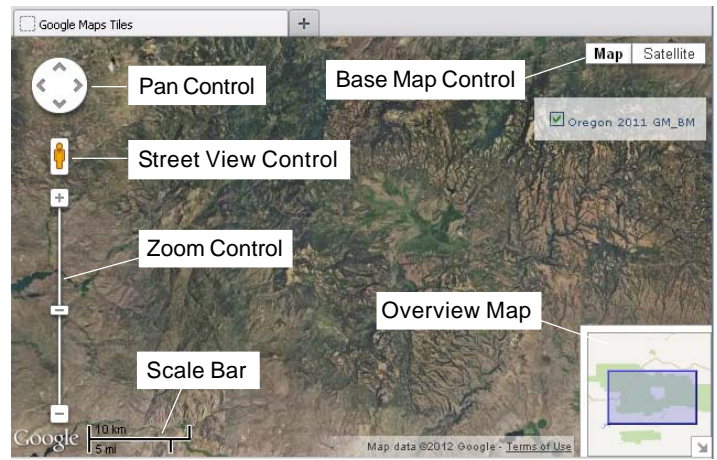 Google Maps Tiles
+
Map Satellite
Base Map Control
Pan Control
Oregon 2011 GM_BM
Street View Control
+
Zoom Control
Overview Map
Scale Bar
10 km
5 mi
Google
Map data ©2012 Google - Terms of Use